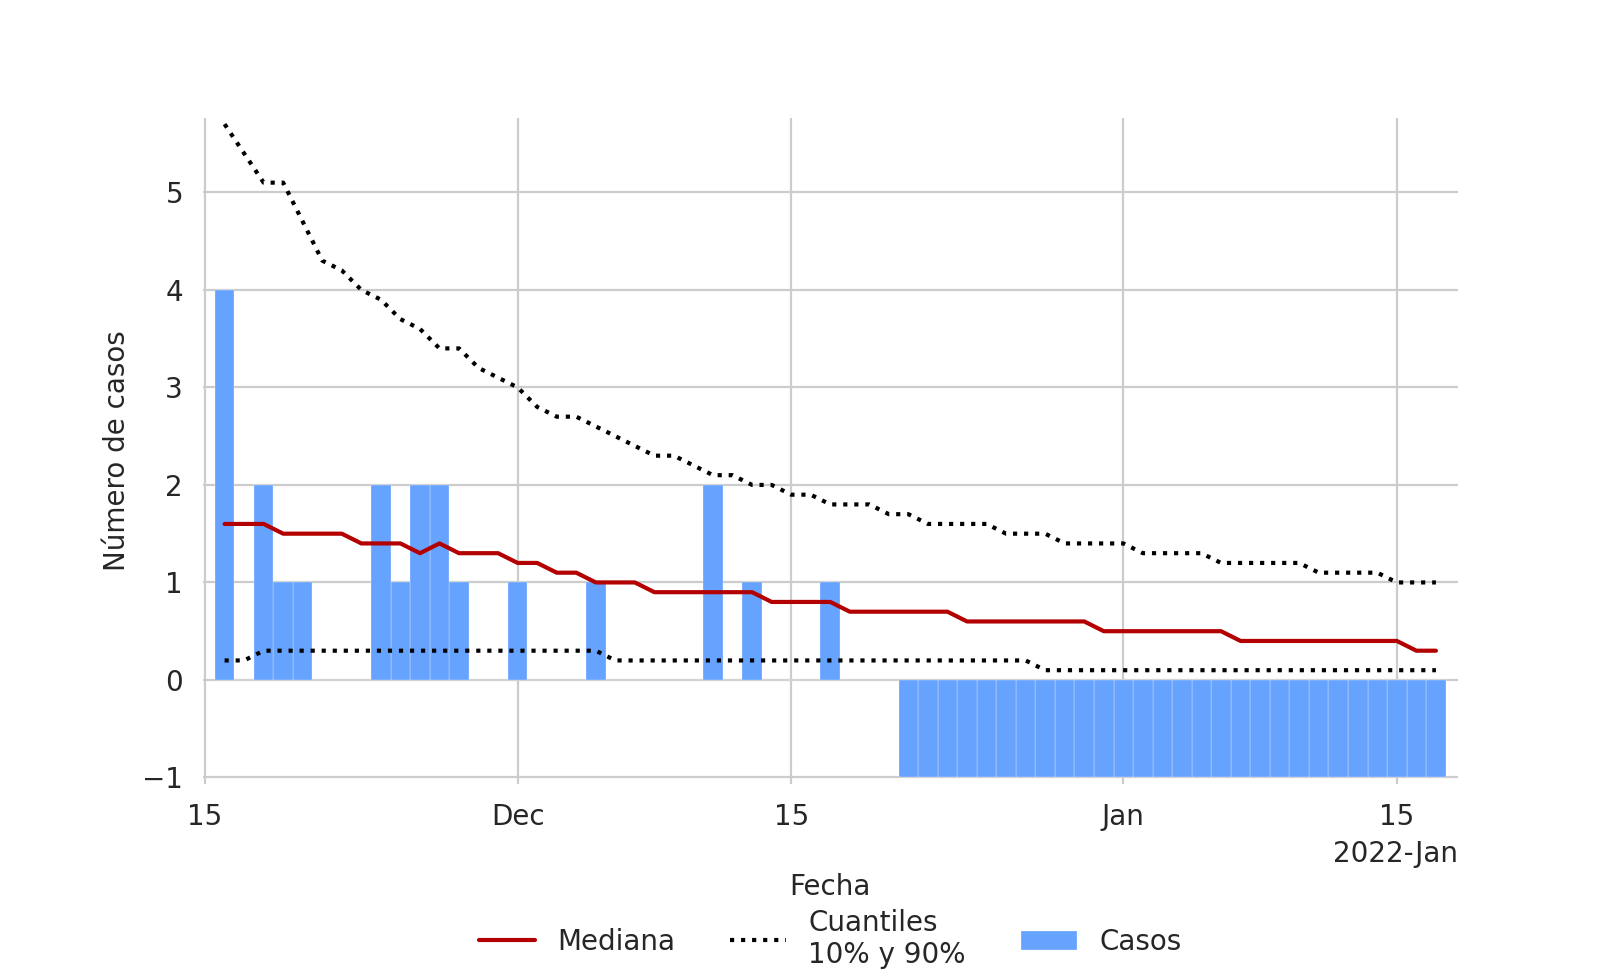 5
4
3
2
1
0
−1
Número de casos
15
Dec
15
Jan
15
2022-Jan
Fecha
Mediana
Cuantiles
10% y 90%
Casos